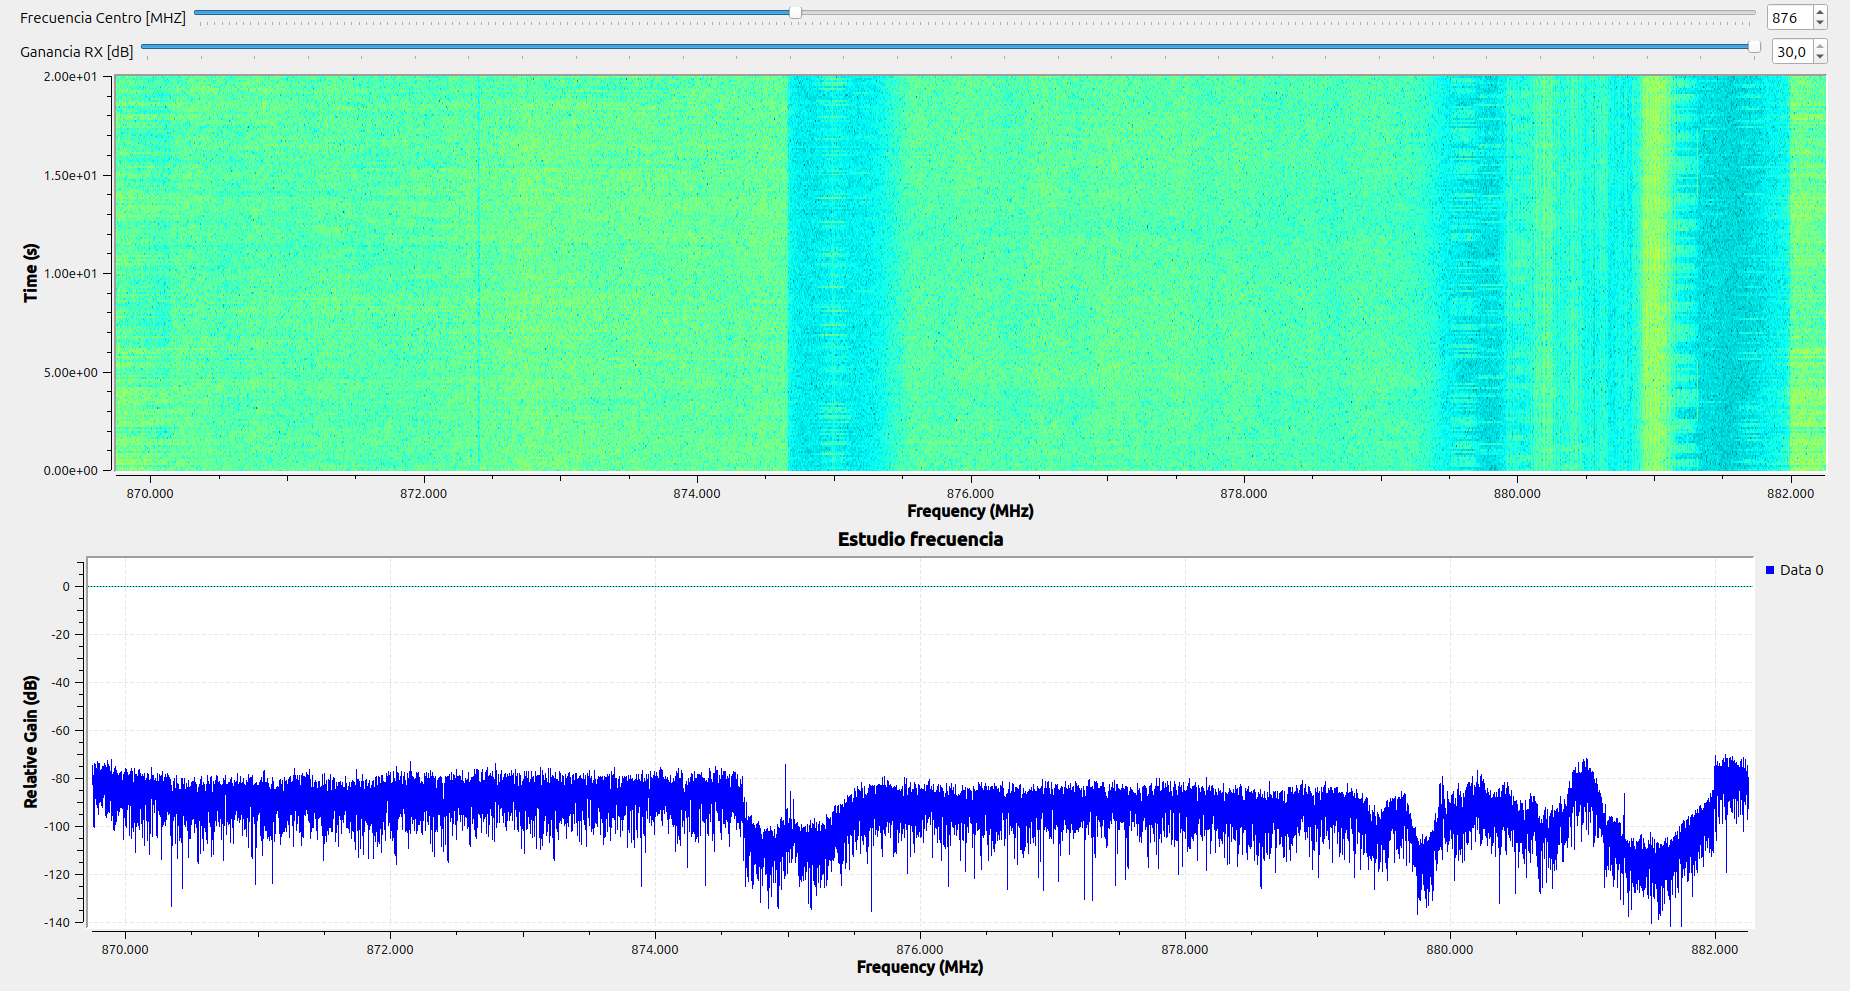 Frecuencia Centro [MHZ] 876
Ganancia RX [dB] 30,0
2.00e+01
1.50e+01
1.00e+01
5.00e+00
0.00e+00
Time (s)
870.000 872.000 874.000 876.000 878.000 880.000 882.000
Frequency (MHz)
Estudio frecuencia
Data 0
0
-20
-40
-60
-80
-100
-120
-140
Relative Gain (dB)
870.000 872.000 874.000 876.000 878.000 880.000 882.000
Frequency (MHz)